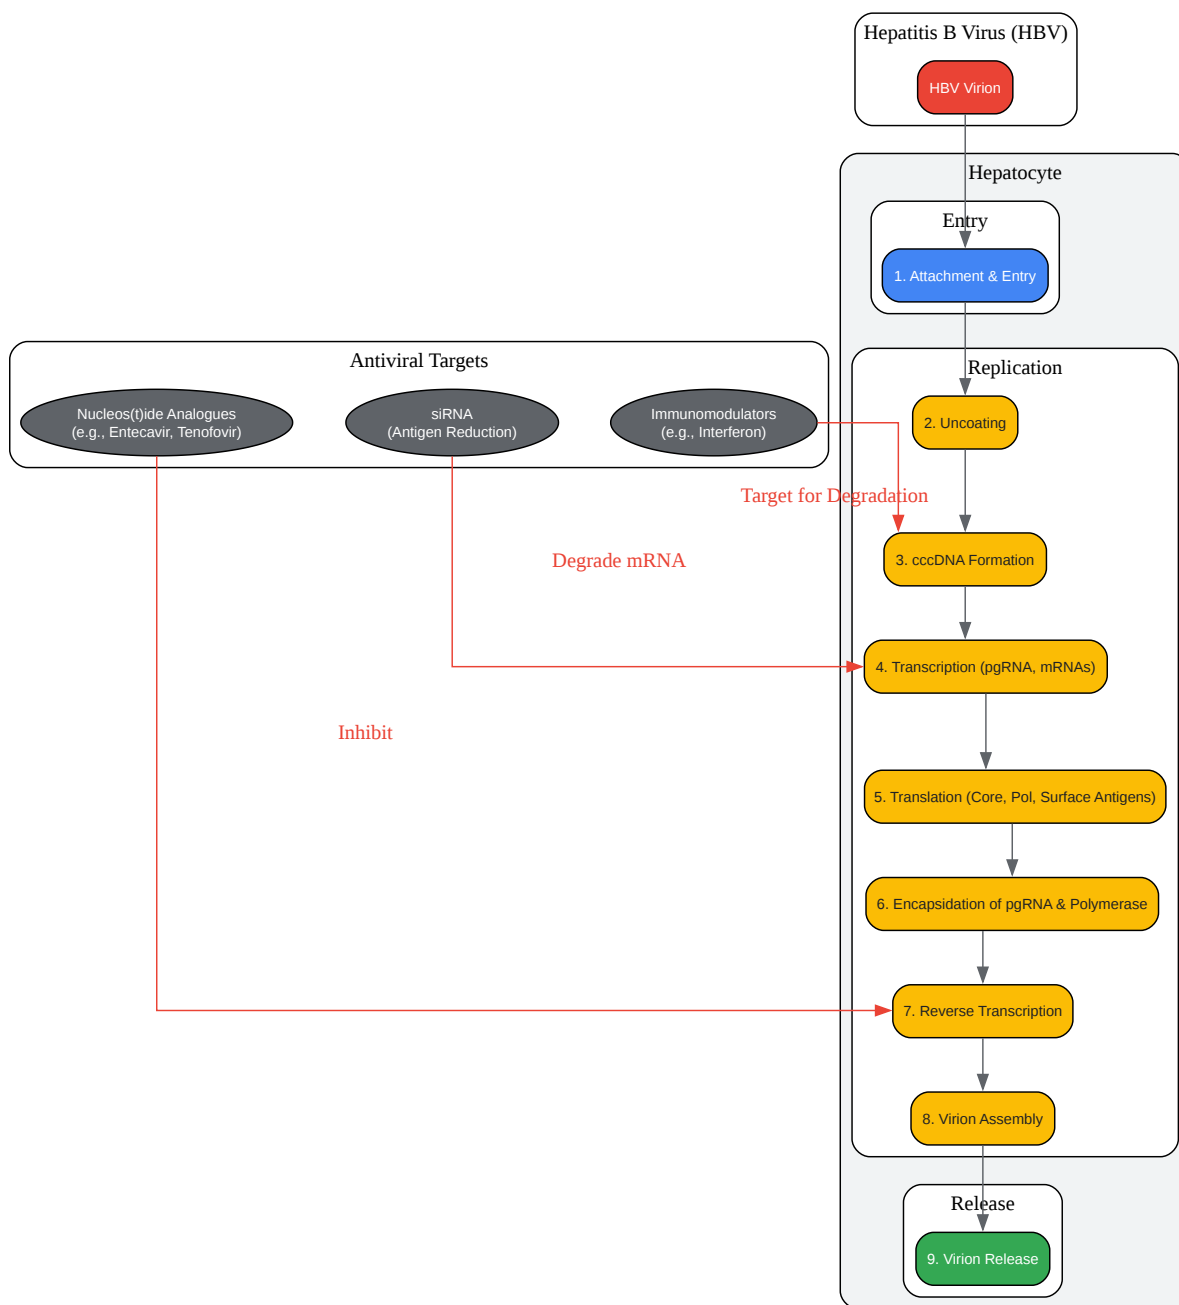 Hepatitis B Virus (HBV)
HBV Virion
Hepatocyte
Entry
1. Attachment & Entry
Antiviral Targets
Nucleos(t)ide Analogues
(e.g., Entecavir, Tenofovir)
siRNA
(Antigen Reduction)
Immunomodulators
(e.g., Interferon)
Replication
2. Uncoating
Target for Degradation
Degrade mRNA
3. cccDNA Formation
4. Transcription (pgRNA, mRNAs)
Inhibit
5. Translation (Core, Pol, Surface Antigens)
6. Encapsidation of pgRNA & Polymerase
7. Reverse Transcription
8. Virion Assembly
Release
9. Virion Release